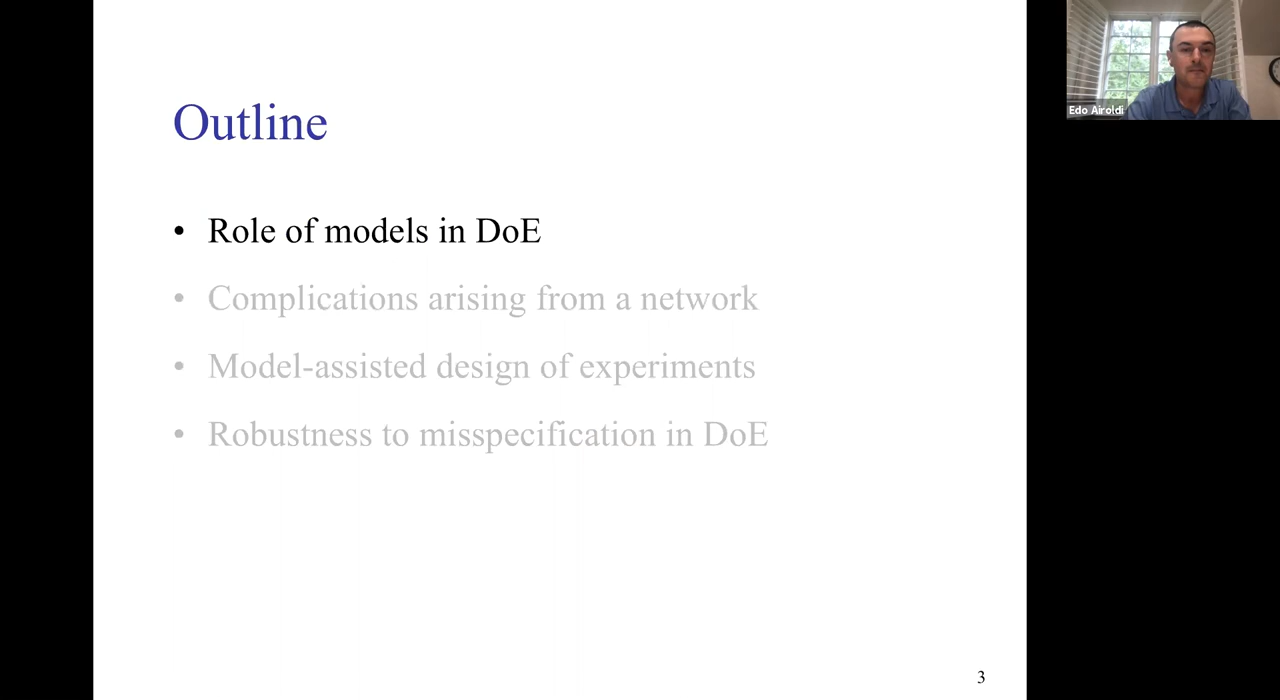 Outline
• Role of models in DoE
• Complications arising from a network
• Model-assisted design of experiments
• Robustness to misspecification in DoE
3
Edo Airoldi